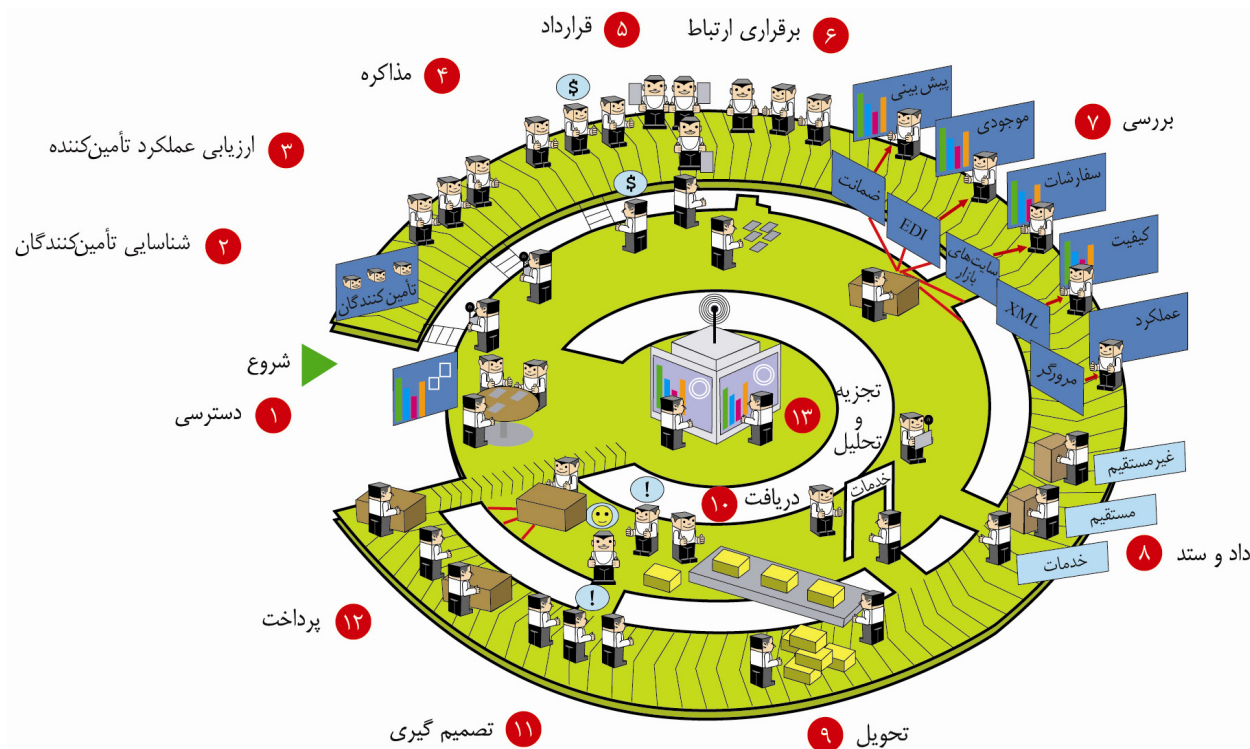 شروع
۱ دسترسی
۲ شناسایی تأمین‌کنندگان
تأمین کنندگان
۳ ارزیابی عملکرد تأمین‌کننده
۴ مذاکره
$
$
۵ قرارداد
۶ برقراری ارتباط
۷ بررسی
پیش‌بینی
موجودی
سفارشات
کیفیت
عملکرد
ضمانت
EDI
سایت‌های
بازار
XML
مرورگر
۸ داد و ستد
غیرمستقیم
مستقیم
خدمات
خدمات
۹ تحویل
۱۰ دریافت
!
!
۱۱ تصمیم گیری
۱۲ پرداخت
۱۳ تجزیه
و
تحلیل